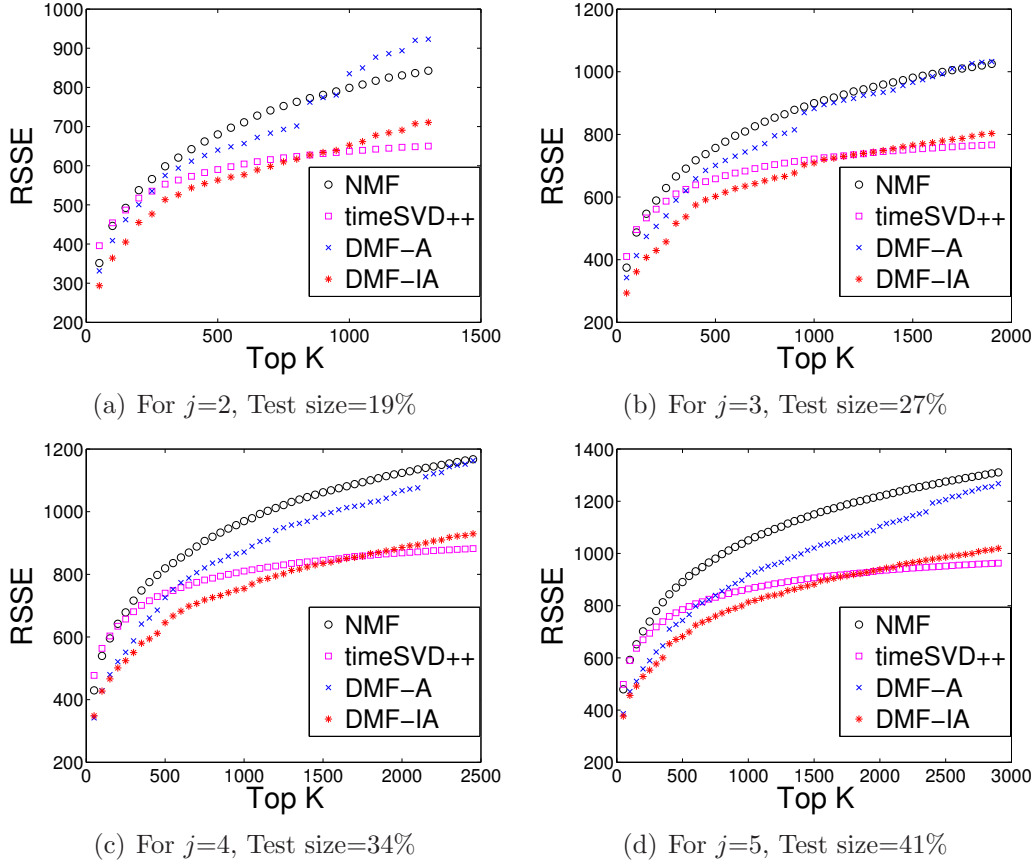 1000
900
800
700
600
500
400
300
200
RSSE
NMF
timeSVD++
DMF-A
DMF-IA
0 500 1000 1500
Top K
(a) For j=2, Test size=19%
1200
1000
800
600
400
200
RSSE
NMF
timeSVD++
DMF-A
DMF-IA
0 500 1000 1500 2000
Top K
(b) For j=3, Test size=27%
1200
1000
800
600
400
200
RSSE
NMF
timeSVD++
DMF-A
DMF-IA
0 500 1000 1500 2000 2500
Top K
(c) For j=4, Test size=34%
1400
1200
1000
800
600
400
200
RSSE
NMF
timeSVD++
DMF-A
DMF-IA
0 500 1000 1500 2000 2500 3000
Top K
(d) For j=5, Test size=41%